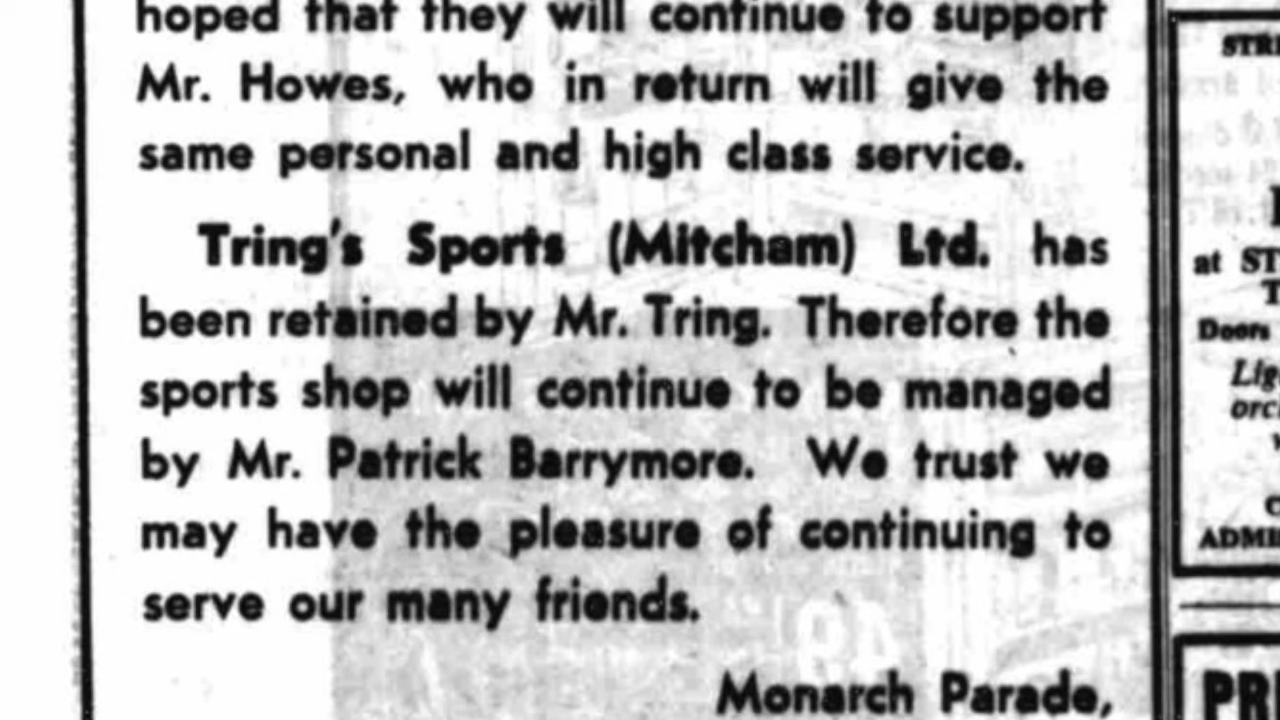 hoped that they will continue to support
Mr. Howes, who in return will give the
same personal and high class service.
Tring's Sports (Mitcham) Ltd. has
been retained by Mr. Tring. Therefore the
sports shop will continue to be managed
by Mr. Patrick Barrymore. We trust we
may have the pleasure of continuing to
serve our many friends.
Monarch Parade,
at
Doors